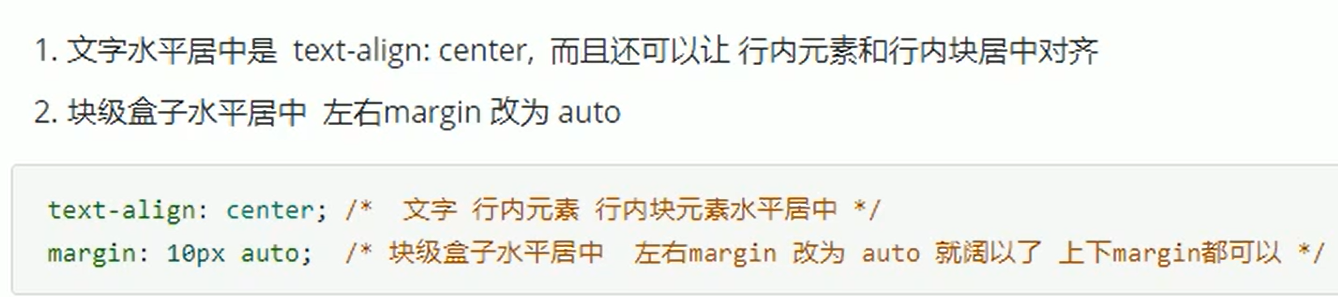 1. 文字水平居中是 text-align: center, 而且还可以让 行内元素和行内块居中对齐
2. 块级盒子水平居中 左右margin 改为 auto
text-align: center; /*  文字 行内元素 行内块元素水平居中 */
margin: 10px auto;  /* 块级盒子水平居中  左右margin 改为 auto 就阔以了 上下margin都可以 */